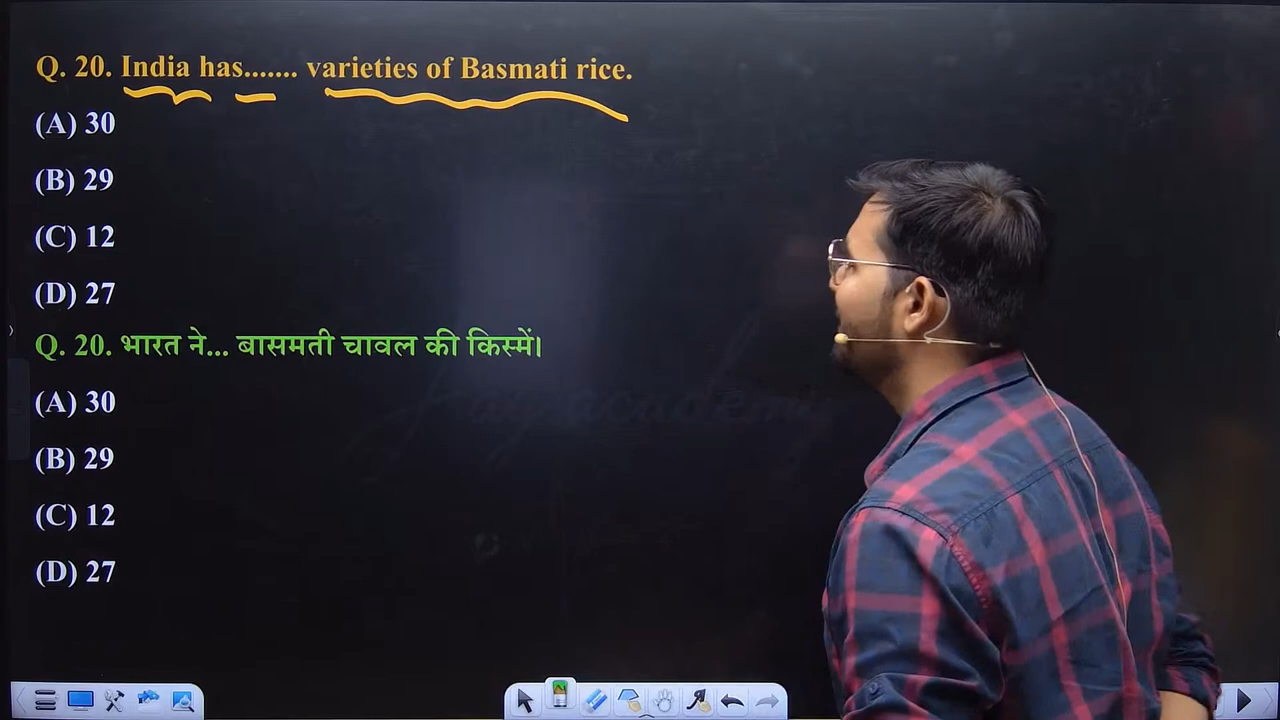 Q. 20. India has....... varieties of Basmati rice.
(A) 30
(B) 29
(C) 12
(D) 27
Q. 20. भारत ने... बासमती चावल की किस्में।
(A) 30
(B) 29
(C) 12
(D) 27